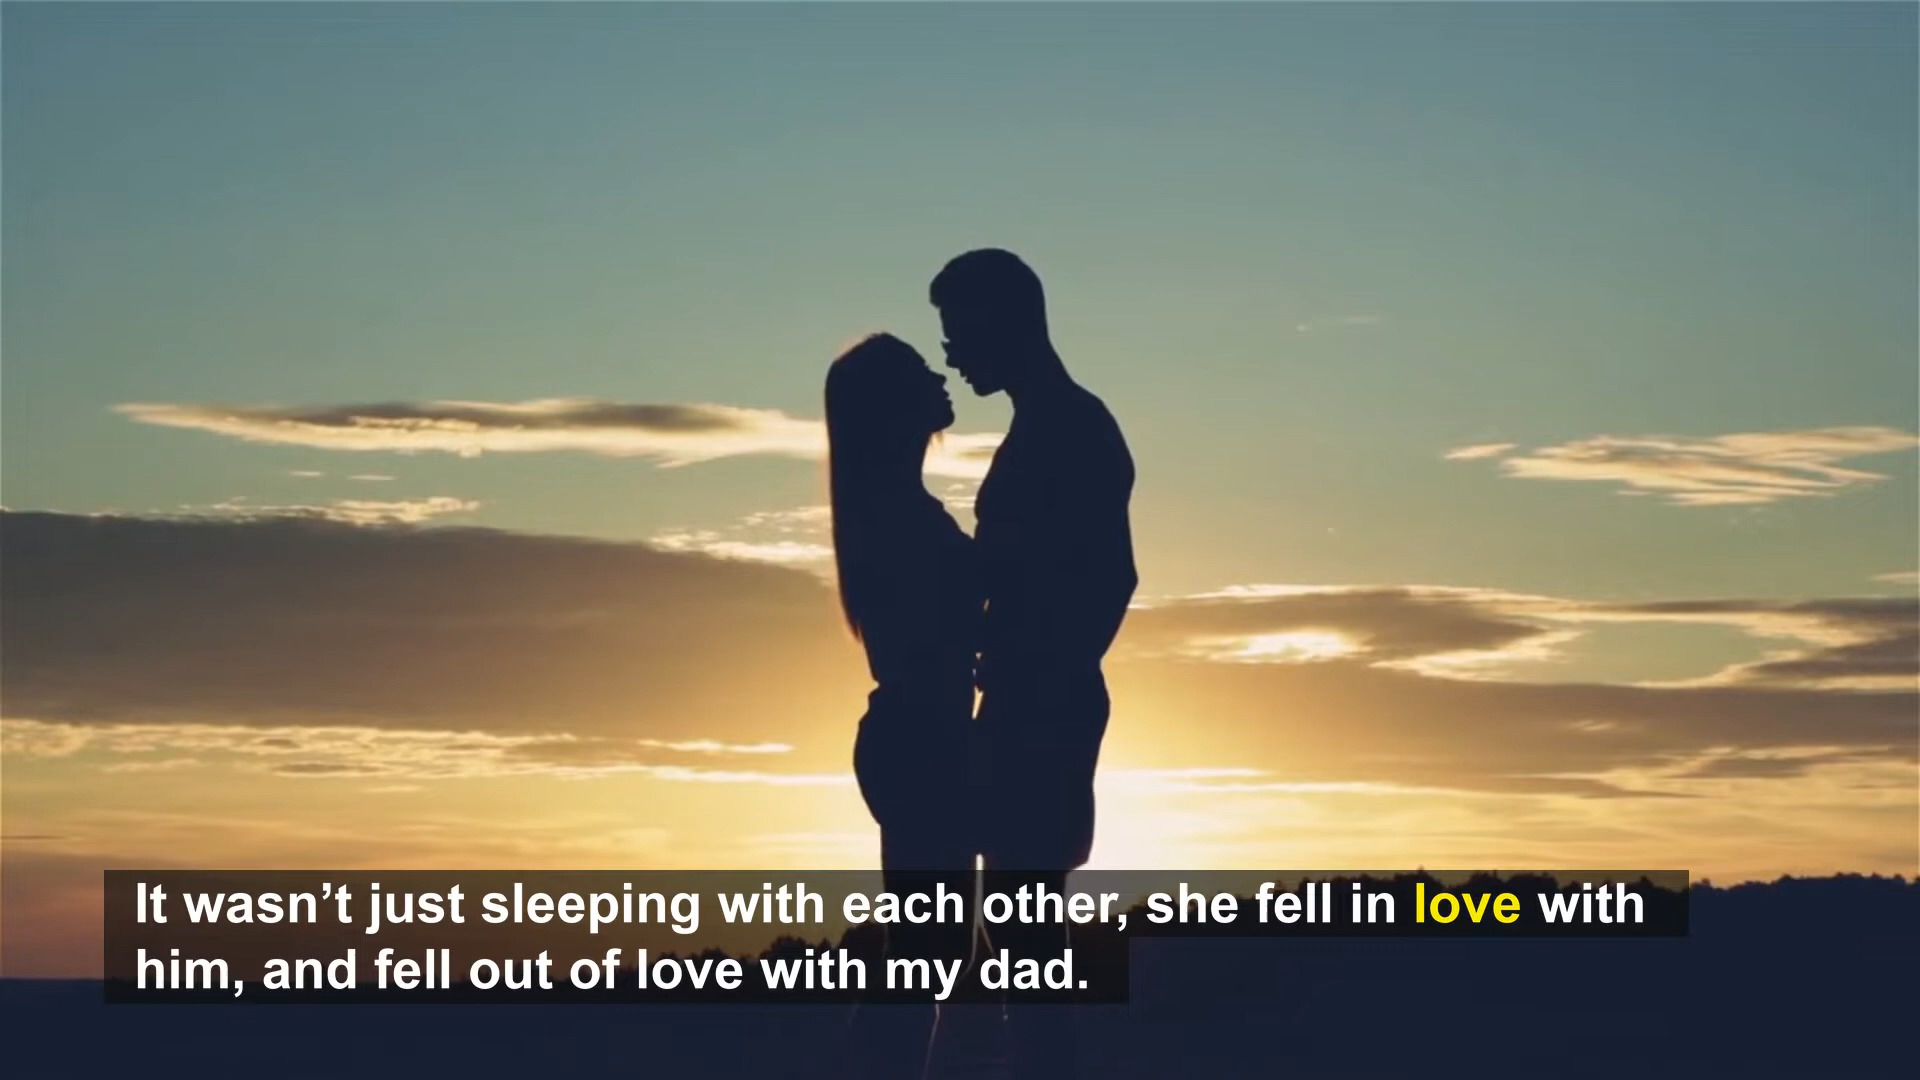 It wasn’t just sleeping with each other, she fell in love with
him, and fell out of love with my dad.